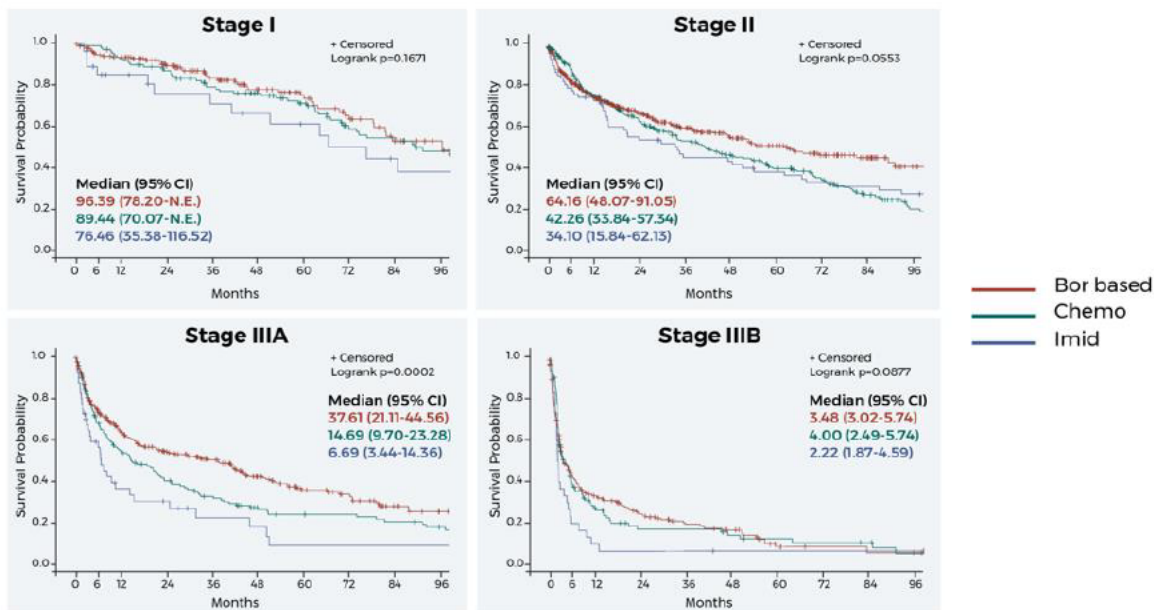 Stage I
+ Censored
Logrank p=0.1671
1.0
0.8
0.6
0.4
0.2
0.0
Survival Probability
Median (95% CI)
96.39 (78.20-N.E.)
89.44 (70.07-N.E.)
76.46 (35.38-116.52)
0 6 12 24 36 48 60 72 84 96
Months
Stage II
+ Censored
Logrank p=0.0553
1.0
0.8
0.6
0.4
0.2
0.0
Survival Probability
Median (95% CI)
64.16 (48.07-91.05)
42.26 (33.84-57.34)
34.10 (15.84-62.13)
0 6 12 24 36 48 60 72 84 96
Months
Bor based
Chemo
Imid
Stage IIIA
+ Censored
Logrank p=0.0002
1.0
0.8
0.6
0.4
0.2
0.0
Survival Probability
Median (95% CI)
37.61 (21.11-44.56)
14.69 (9.70-23.28)
6.69 (3.44-14.36)
0 6 12 24 36 48 60 72 84 96
Months
Stage IIIB
+ Censored
Logrank p=0.0877
1.0
0.8
0.6
0.4
0.2
0.0
Survival Probability
Median (95% CI)
3.48 (3.02-5.74)
4.00 (2.49-5.74)
2.22 (1.87-4.59)
0 6 12 24 36 48 60 72 84 96
Months